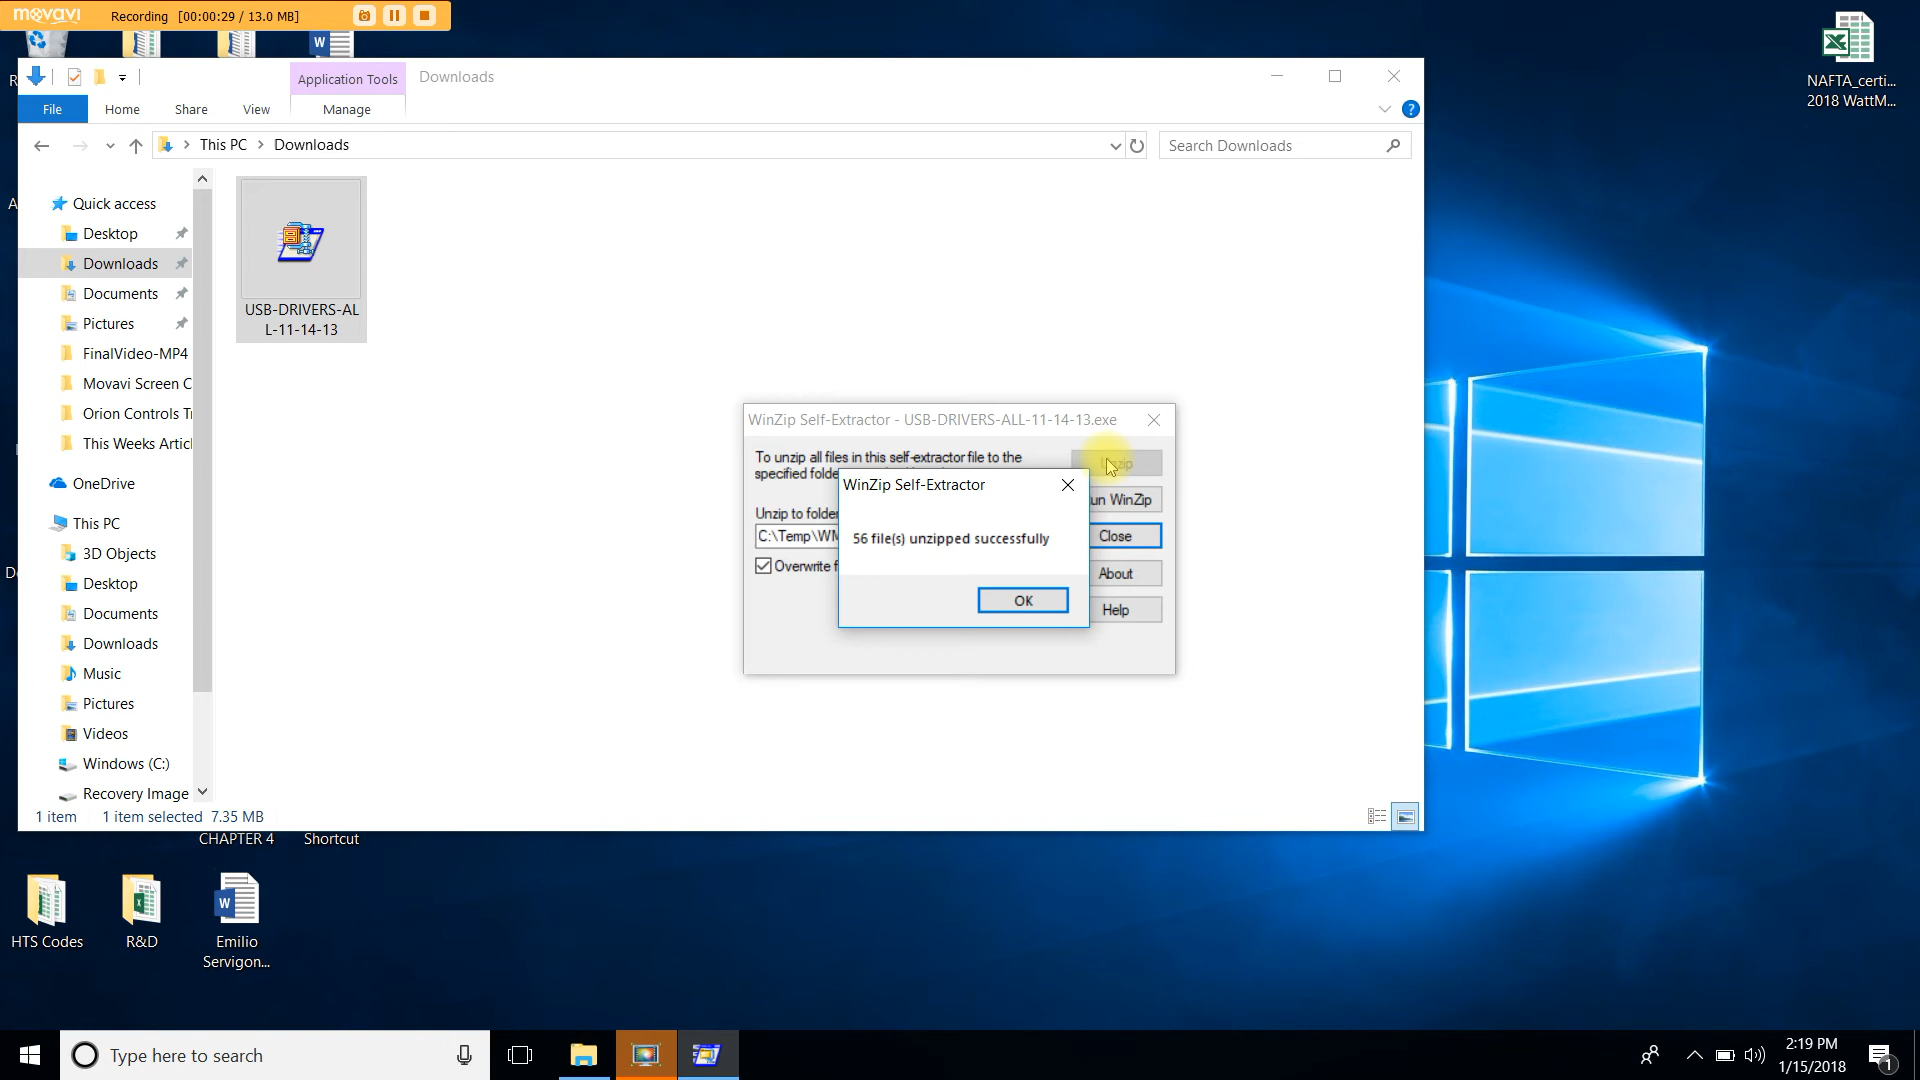 movavi
Recording [00:00:29 / 13.0 MB]
Application Tools
Downloads
File
Home
Share
View
Manage
This PC
Downloads
Search Downloads
Quick access
Desktop
Downloads
Documents
Pictures
FinalVideo-MP4
Movavi Screen C
Orion Controls Tr
This Weeks Articl
OneDrive
This PC
3D Objects
Desktop
Documents
Downloads
Music
Pictures
Videos
Windows (C:)
Recovery Image
USB-DRIVERS-AL
L-11-14-13
WinZip Self-Extractor - USB-DRIVERS-ALL-11-14-13.exe
To unzip all files in this self-extractor file to the
specified folde
Unzip
un WinZip
Unzip to folder
C:\Temp\WM
Close
Overwrite f
About
Help
WinZip Self-Extractor
56 file(s) unzipped successfully
OK
1 item
1 item selected 7.35 MB
CHAPTER 4
Shortcut
HTS Codes
R&D
Emilio
Servigon...
NAFTA_certi...
2018 WattM...
Type here to search
2:19 PM
1/15/2018
1